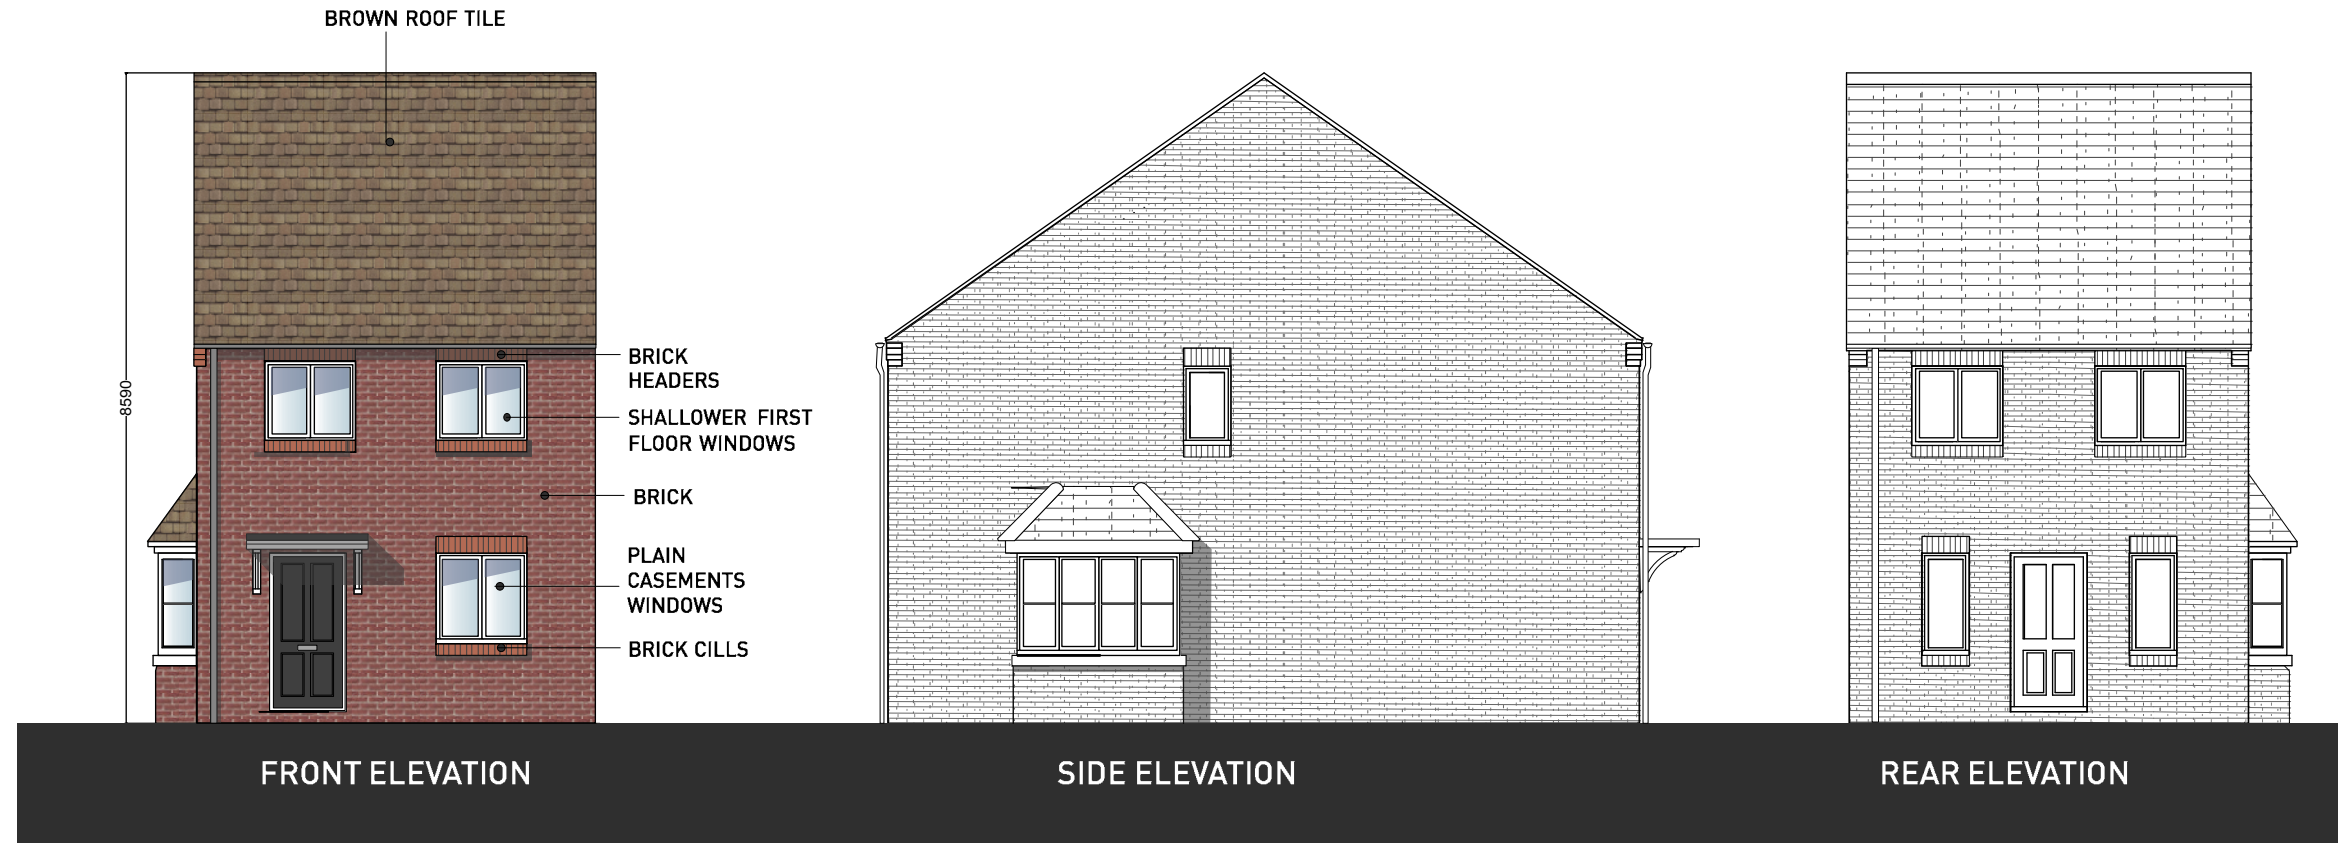 BROWN ROOF TILE
8590
BRICK
HEADERS
SHALLOWER FIRST
FLOOR WINDOWS
BRICK
PLAIN
CASEMENTS
WINDOWS
BRICK CILLS
FRONT ELEVATION
SIDE ELEVATION
REAR ELEVATION